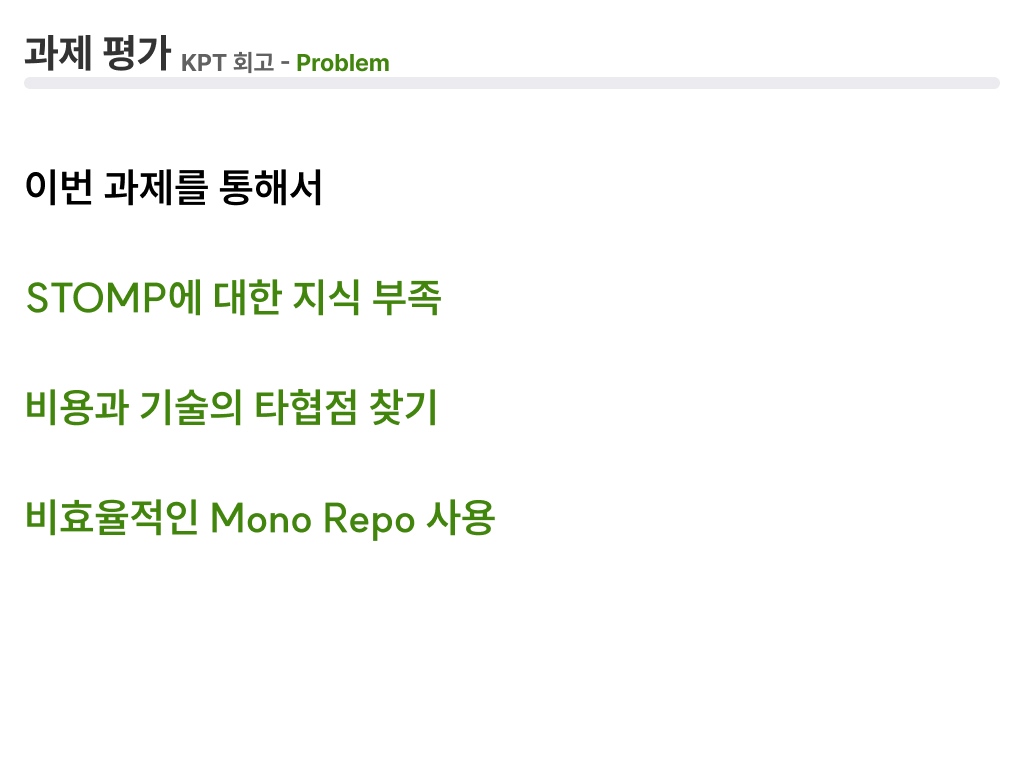 과제 평가 KPT 회고 - Problem
이번 과제를 통해서
STOMP에 대한 지식 부족
비용과 기술의 타협점 찾기
비효율적인 Mono Repo 사용